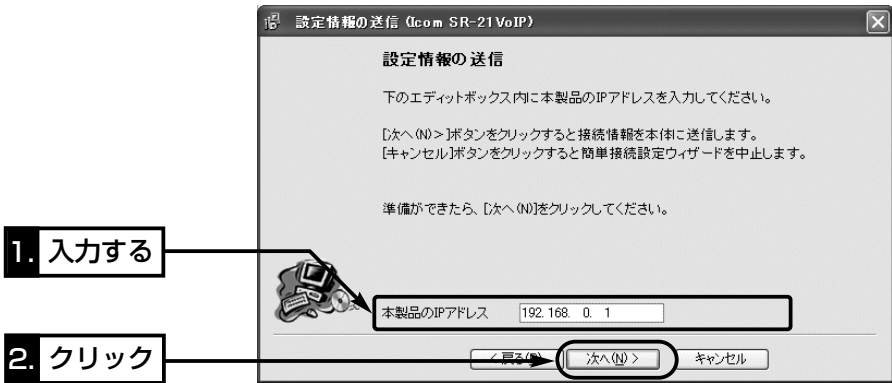 設定情報の送信 (Icom SR-21VoIP)
設定情報の送信
下のエディットボックス内に本製品のIPアドレスを入力してください。
[次へ(N)>]ボタンをクリックすると接続情報を本体に送信します。
[キャンセル]ボタンをクリックすると簡単接続設定ウィザードを中止します。
準備ができたら、[次へ(N)]をクリックしてください。
1. 入力する
本製品のIPアドレス 192. 168. 0. 1
2. クリック
< 戻る(B) 次へ(N) > キャンセル